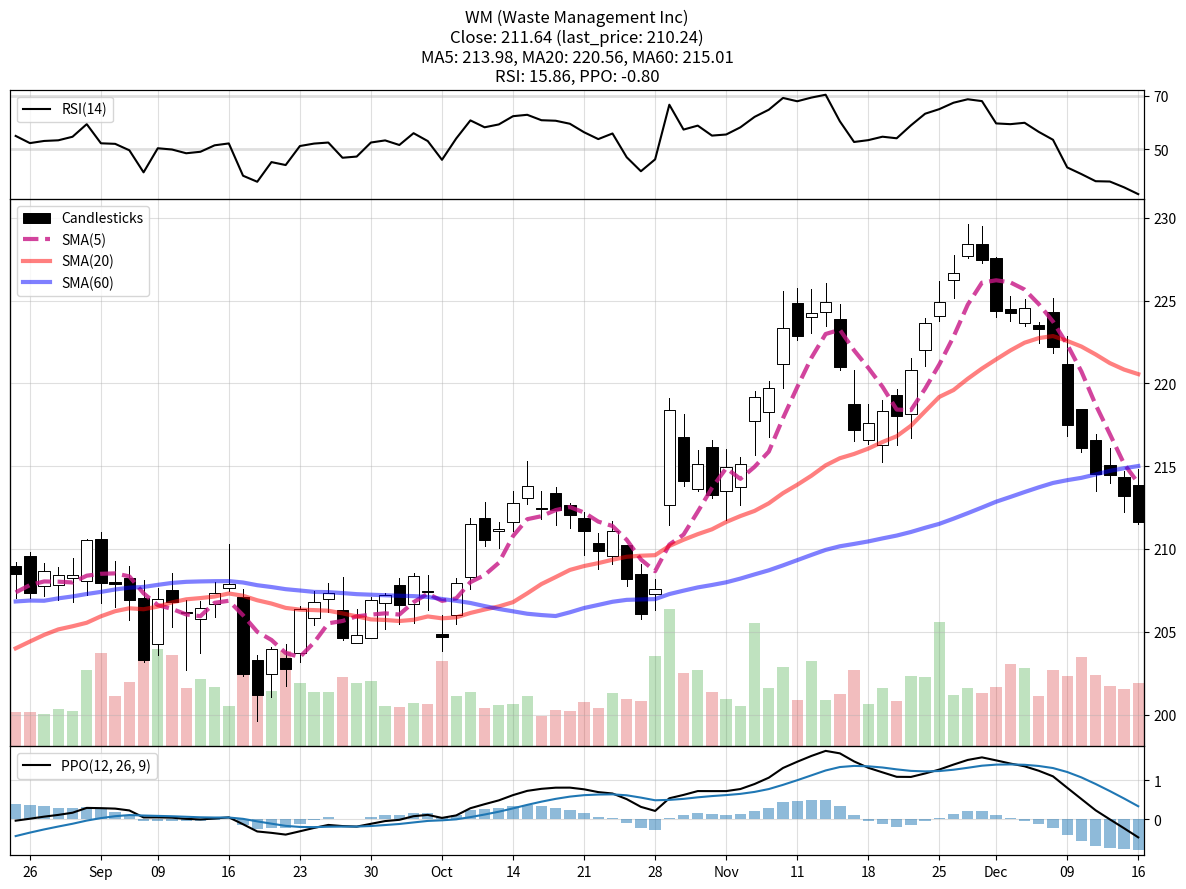 WM (Waste Management Inc)
Close: 211.64 (last_price: 210.24)
MA5: 213.98, MA20: 220.56, MA60: 215.01
RSI: 15.86, PPO: -0.80
RSI(14)
70
50
Candlesticks
SMA(5)
SMA(20)
SMA(60)
230
225
220
215
210
205
200
PPO(12, 26, 9)
1
0
26 Sep 09 16 23 30 Oct 14 21 28 Nov 11 18 25 Dec 09 16